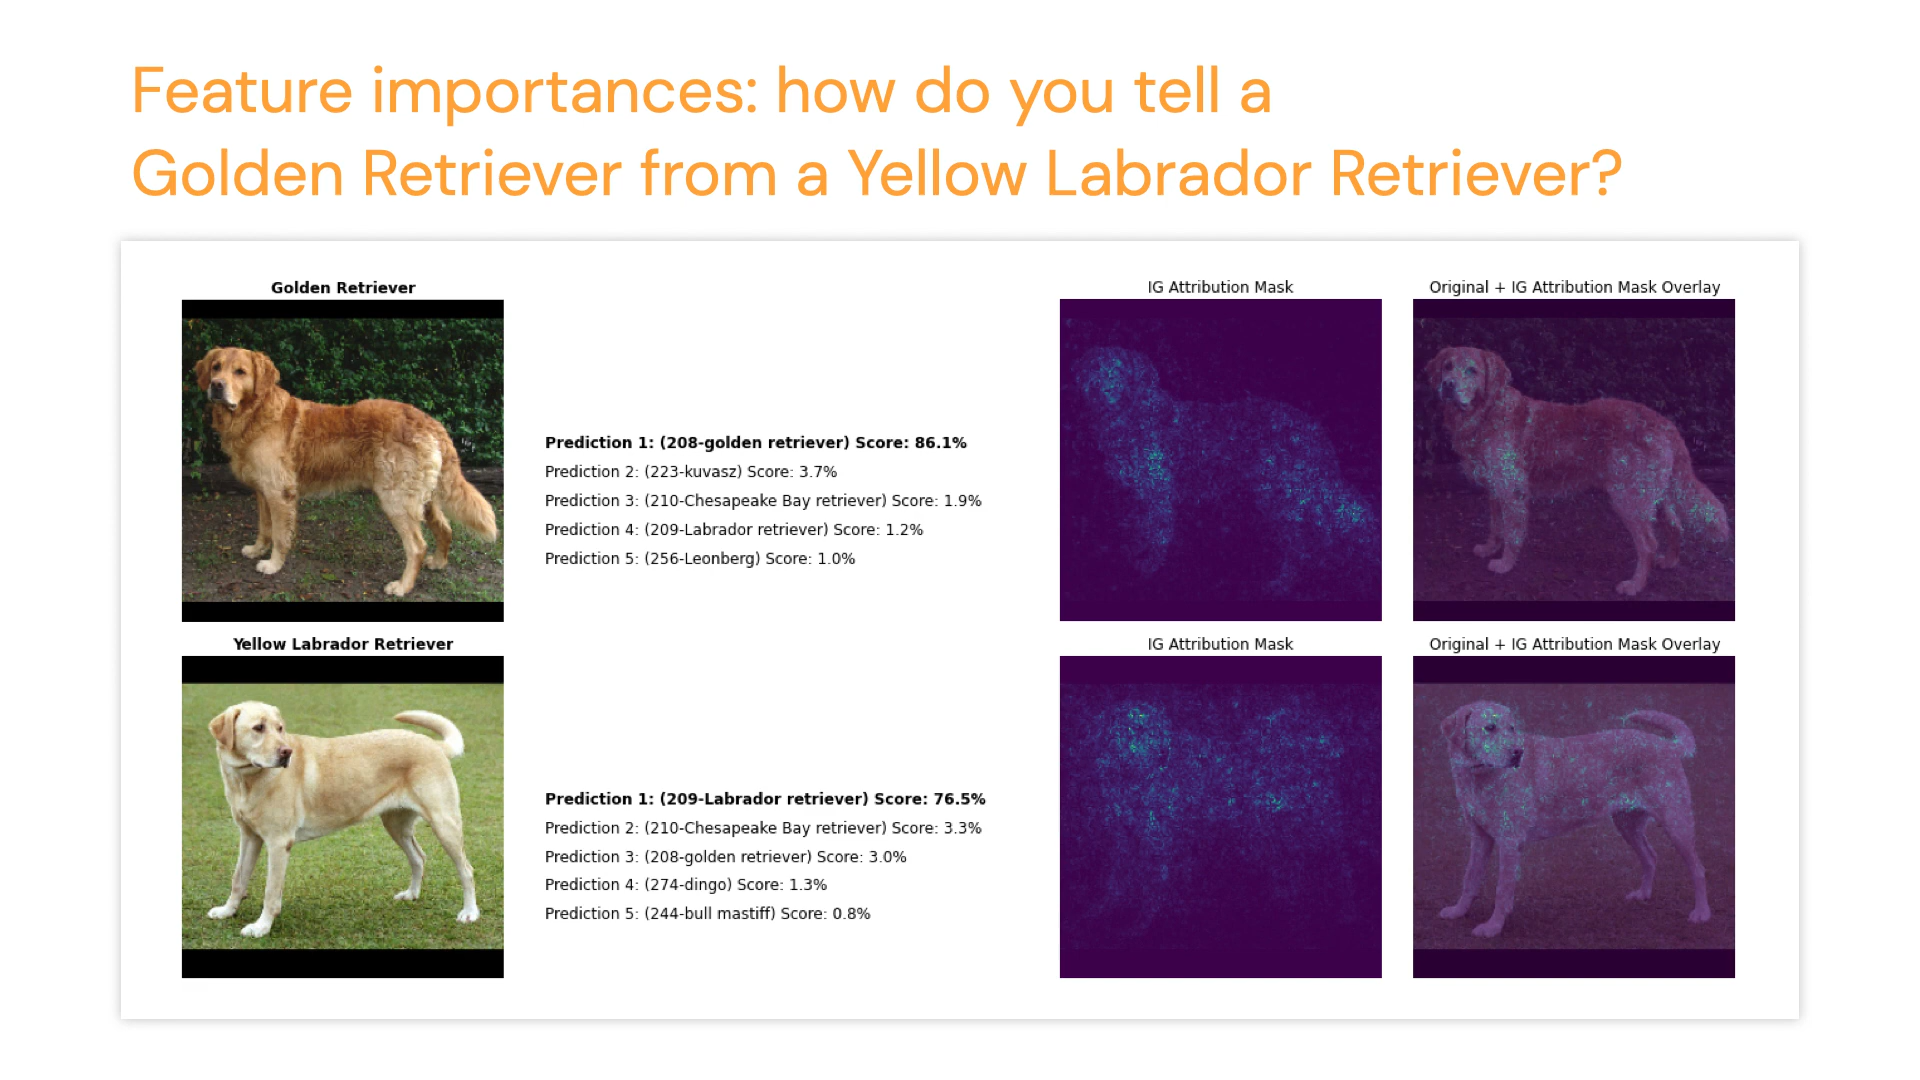 Feature importances: how do you tell a
Golden Retriever from a Yellow Labrador Retriever?
Golden Retriever
Prediction 1: (208-golden retriever) Score: 86.1%
Prediction 2: (223-kuvasz) Score: 3.7%
Prediction 3: (210-Chesapeake Bay retriever) Score: 1.9%
Prediction 4: (209-Labrador retriever) Score: 1.2%
Prediction 5: (256-Leonberg) Score: 1.0%
IG Attribution Mask
Original + IG Attribution Mask Overlay
Yellow Labrador Retriever
Prediction 1: (209-Labrador retriever) Score: 76.5%
Prediction 2: (210-Chesapeake Bay retriever) Score: 3.3%
Prediction 3: (208-golden retriever) Score: 3.0%
Prediction 4: (274-dingo) Score: 1.3%
Prediction 5: (244-bull mastiff) Score: 0.8%
IG Attribution Mask
Original + IG Attribution Mask Overlay